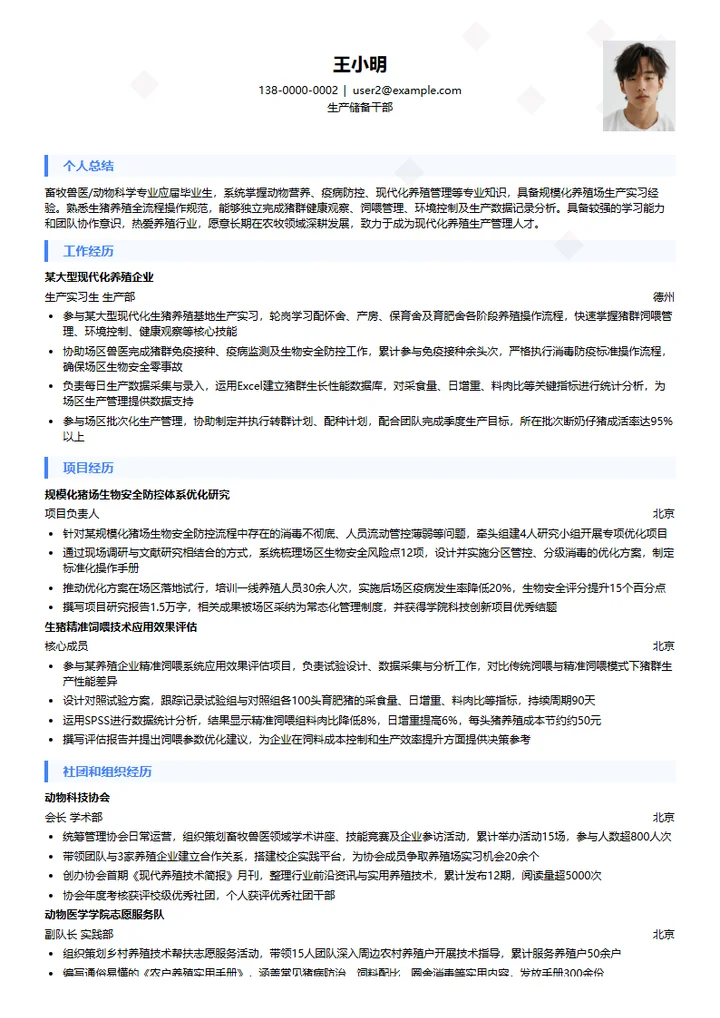 王小明
138-0000-0002 | user2@example.com
生产储备干部
个人总结
畜牧兽医/动物科学专业应届毕业生，系统掌握动物营养、疫病防控、现代化养殖管理等专业知识，具备规模化养殖场生产实习经
验。熟悉生猪养殖全流程操作规范，能够独立完成猪群健康观察、饲喂管理、环境控制及生产数据记录分析。具备较强的学习能力
和团队协作意识，热爱养殖行业，愿意长期在农牧领域深耕发展，致力于成为现代化养殖生产管理人才。
工作经历
某大型现代化养殖企业
生产实习生 生产部 德州
• 参与某大型现代化生猪养殖基地生产实习，轮岗学习配怀舍、产房、保育舍及育肥舍各阶段养殖操作流程，快速掌握猪群饲喂管
理、环境控制、健康观察等核心技能
• 协助场区兽医完成猪群免疫接种、疫病监测及生物安全防控工作，累计参与免疫接种余头次，严格执行消毒防疫标准操作流程，
确保场区生物安全零事故
• 负责每日生产数据采集与录入，运用Excel建立猪群生长性能数据库，对采食量、日增重、料肉比等关键指标进行统计分析，为
场区生产管理提供数据支持
• 参与场区批次化生产管理，协助制定并执行转群计划、配种计划，配合团队完成季度生产目标，所在批次断奶仔猪成活率达95%
以上
项目经历
规模化猪场生物安全防控体系优化研究
项目负责人 北京
• 针对某规模化猪场生物安全防控流程中存在的消毒不彻底、人员流动管控薄弱等问题，牵头组建4人研究小组开展专项优化项目
• 通过现场调研与文献研究相结合的方式，系统梳理场区生物安全风险点12项，设计并实施分区管控、分级消毒的优化方案，制定
标准化操作手册
• 推动优化方案在场区落地试行，培训一线养殖人员30余人次，实施后场区疫病发生率降低20%，生物安全评分提升15个百分点
• 撰写项目研究报告1.5万字，相关成果被场区采纳为常态化管理制度，并获得学院科技创新项目优秀结题
生猪精准饲喂技术应用效果评估
核心成员 北京
• 参与某养殖企业精准饲喂系统应用效果评估项目，负责试验设计、数据采集与分析工作，对比传统饲喂与精准饲喂模式下猪群生
产性能差异
• 设计对照试验方案，跟踪记录试验组与对照组各100头育肥猪的采食量、日增重、料肉比等指标，持续周期90天
• 运用SPSS进行数据统计分析，结果显示精准饲喂组料肉比降低8%，日增重提高6%，每头猪养殖成本节约约50元
• 撰写评估报告并提出饲喂参数优化建议，为企业在饲料成本控制和生产效率提升方面提供决策参考
社团和组织经历
动物科技协会
会长 学术部 北京
• 统筹管理协会日常运营，组织策划畜牧兽医领域学术讲座、技能竞赛及企业参访活动，累计举办活动15场，参与人数超800人次
• 带领团队与3家养殖企业建立合作关系，搭建校企实践平台，为协会成员争取养殖场实习机会20余个
• 创办协会首期《现代养殖技术简报》月刊，整理行业前沿资讯与实用养殖技术，累计发布12期，阅读量超5000次
• 协会年度考核获评校级优秀社团，个人获评优秀社团干部
动物医学学院志愿服务队
副队长 实践部 北京
• 组织策划乡村养殖技术帮扶志愿服务活动，带领15人团队深入周边农村养殖户开展技术指导，累计服务养殖户50余户
• 编写通俗易懂的《农户养殖实用手册》，涵盖常见猪病防治、饲料配比、圈舍消毒等实用内容，发放手册300余份